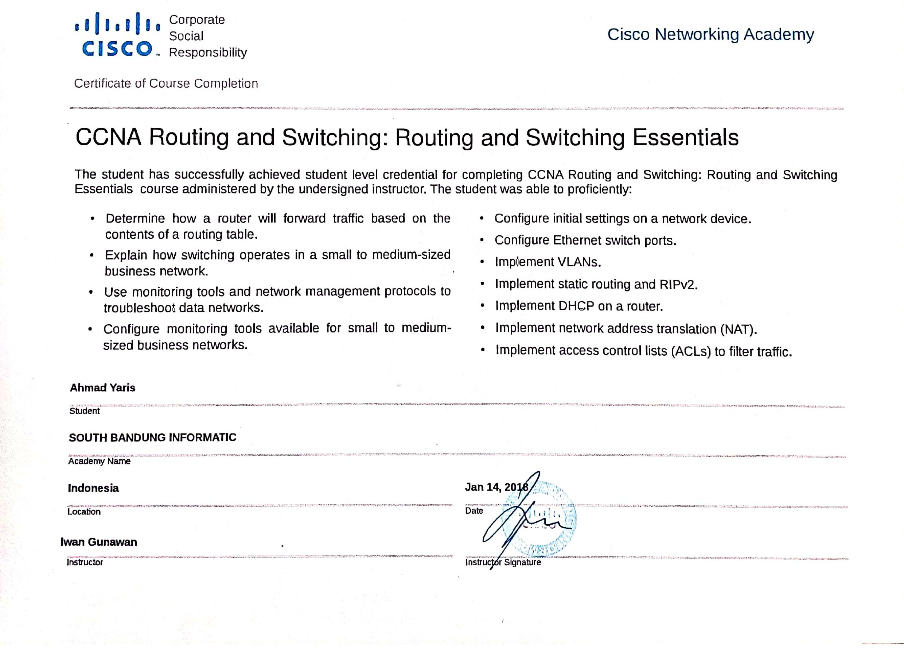 Corporate
Social
CISCO Responsibility
Cisco Networking Academy
Certificate of Course Completion
CCNA Routing and Switching: Routing and Switching Essentials
The student has successfully achieved student level credential for completing CCNA Routing and Switching: Routing and Switching
Essentials course administered by the undersigned instructor. The student was able to proficiently:
• Determine how a router will forward traffic based on the
contents of a routing table.
• Explain how switching operates in a small to medium-sized
business network.
• Use monitoring tools and network management protocols to
troubleshoot data networks.
• Configure monitoring tools available for small to medium-
sized business networks.
• Configure initial settings on a network device.
• Configure Ethernet switch ports.
• Implement VLANs.
• Implement static routing and RIPv2.
• Implement DHCP on a router.
• Implement network address translation (NAT).
• Implement access control lists (ACLs) to filter traffic.
Ahmad Yaris
Student
SOUTH BANDUNG INFORMATIC
Academy Name
Indonesia
Location
Jan 14, 2018
Date
Iwan Gunawan
Instructor
Instructor Signature